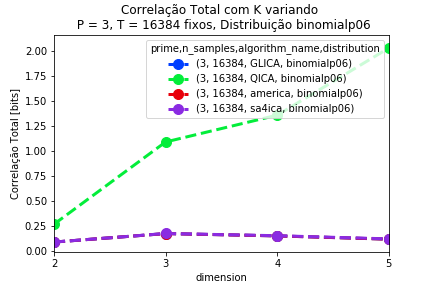 Correlação Total com K variando
P = 3, T = 16384 fixos, Distribuição binomialp06
prime,n_samples,algorithm_name,distribution
(3, 16384, GLICA, binomialp06)
(3, 16384, QICA, binomialp06)
(3, 16384, america, binomialp06)
(3, 16384, sa4ica, binomialp06)
Correlação Total [bits]
2.00
1.75
1.50
1.25
1.00
0.75
0.50
0.25
0.00
2 3 4 5
dimension